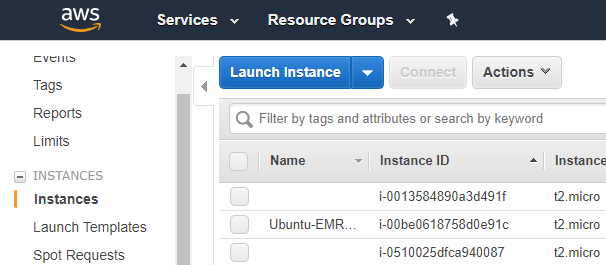 aws Services Resource Groups
Events
Tags
Reports
Limits
INSTANCES
Instances
Launch Templates
Spot Requests
Launch Instance Connect Actions
Filter by tags and attributes or search by keyword
Name Instance ID Instance
i-0013584890a3d491f t2.micro
Ubuntu-EMR... i-00be0618758d0e91c t2.micro
i-0510025dfca940087 t2.micro